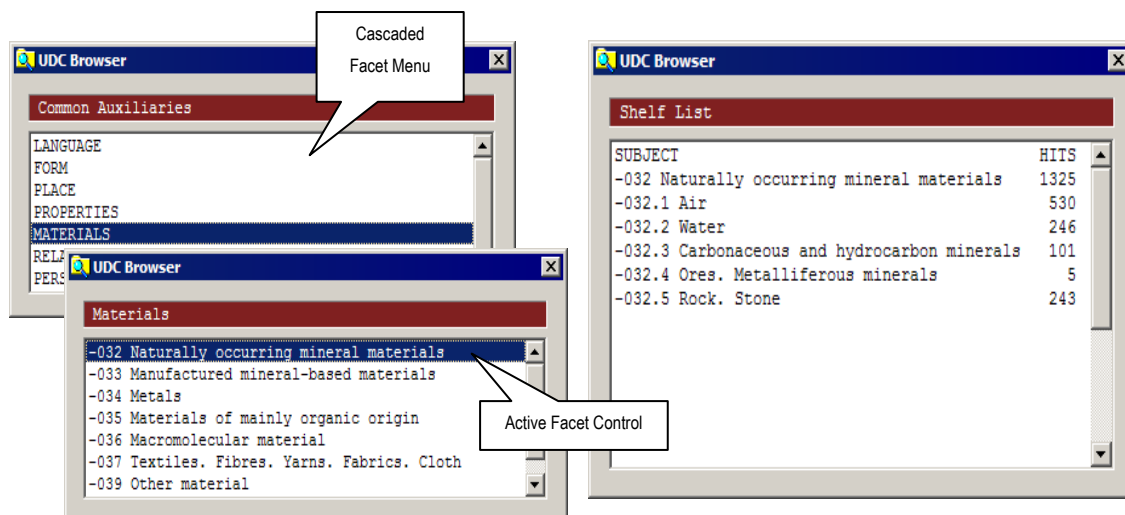 Cascaded
Facet Menu
UDC Browser
Common Auxiliaries
LANGUAGE
FORM
PLACE
PROPERTIES
MATERIALS
RELA
PERS
UDC Browser
Materials
-032 Naturally occurring mineral materials
-033 Manufactured mineral-based materials
-034 Metals
-035 Materials of mainly organic origin
-036 Macromolecular material
-037 Textiles. Fibres. Yarns. Fabrics. Cloth
-039 Other material
Active Facet Control
UDC Browser
Shelf List
SUBJECT HITS
-032 Naturally occurring mineral materials 1325
-032.1 Air 530
-032.2 Water 246
-032.3 Carbonaceous and hydrocarbon minerals 101
-032.4 Ores. Metalliferous minerals 5
-032.5 Rock. Stone 243